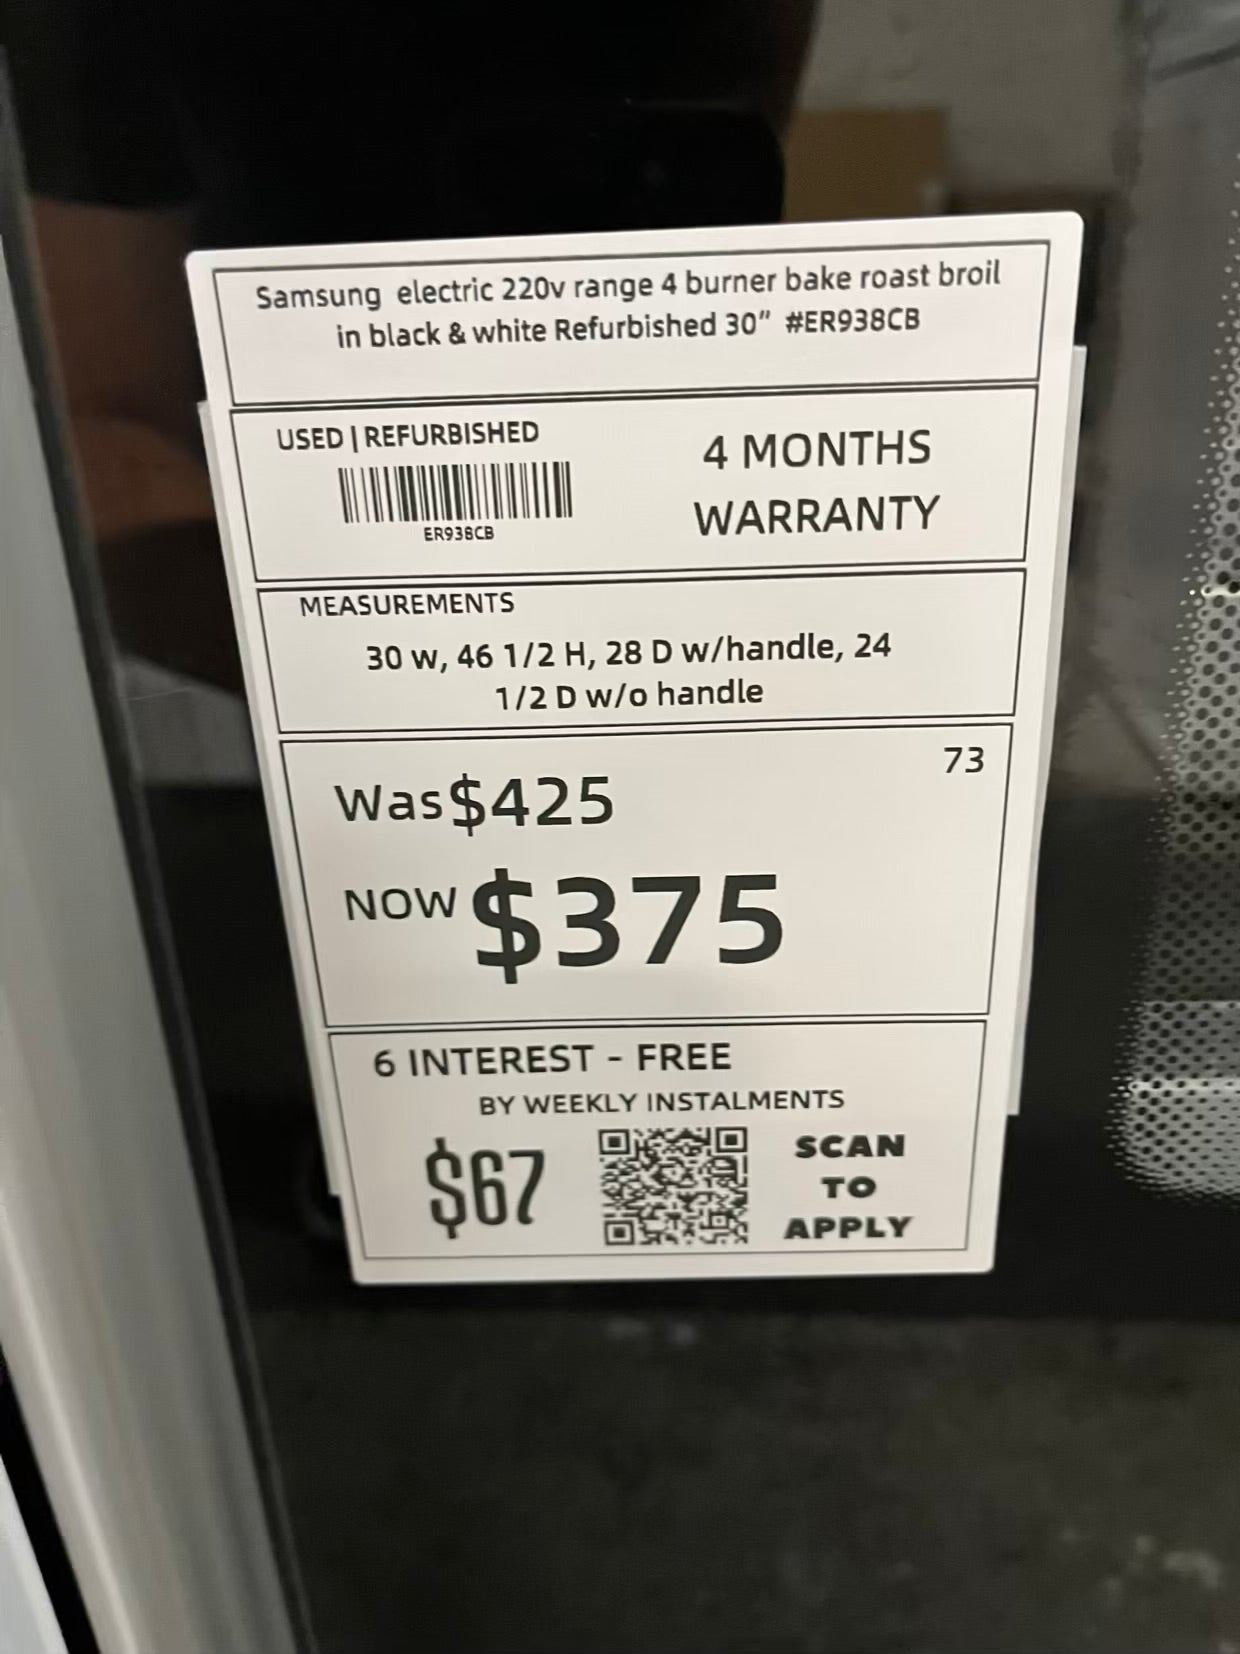 Samsung electric 220v range 4 burner bake roast broil
in black & white Refurbished 30" #ER938CB
USED | REFURBISHED
ER938CB
4 MONTHS
WARRANTY
MEASUREMENTS
30 w, 46 1/2 H, 28 D w/handle, 24
1/2 D w/o handle
73
Was $425
NOW $375
6 INTEREST - FREE
BY WEEKLY INSTALMENTS
$67
SCAN
TO
APPLY